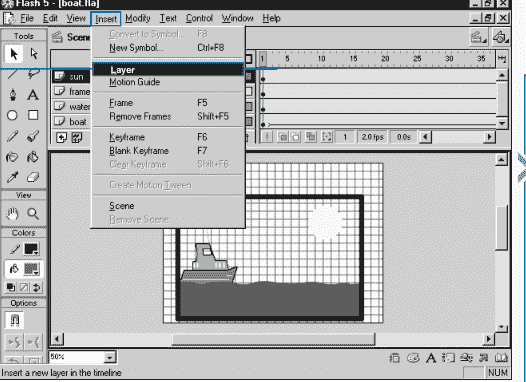 Flash 5 - [boat.fla]
File Edit View Insert Modify Text Control Window Help
Tools
Scene
Convert to Symbol... F8
New Symbol... Ctrl+F8
Layer
Motion Guide
Frame F5
Remove Frames Shift+F5
Keyframe F6
Blank Keyframe F7
Clear Keyframe Shift+F6
Create Motion Tween
Scene
Remove Scene
1 5 10 15 20 25 30 35
sun
frame
water
boat
1 2.0 fps 0.0s
View
Colors
Options
50%
Insert a new layer in the timeline
NUM